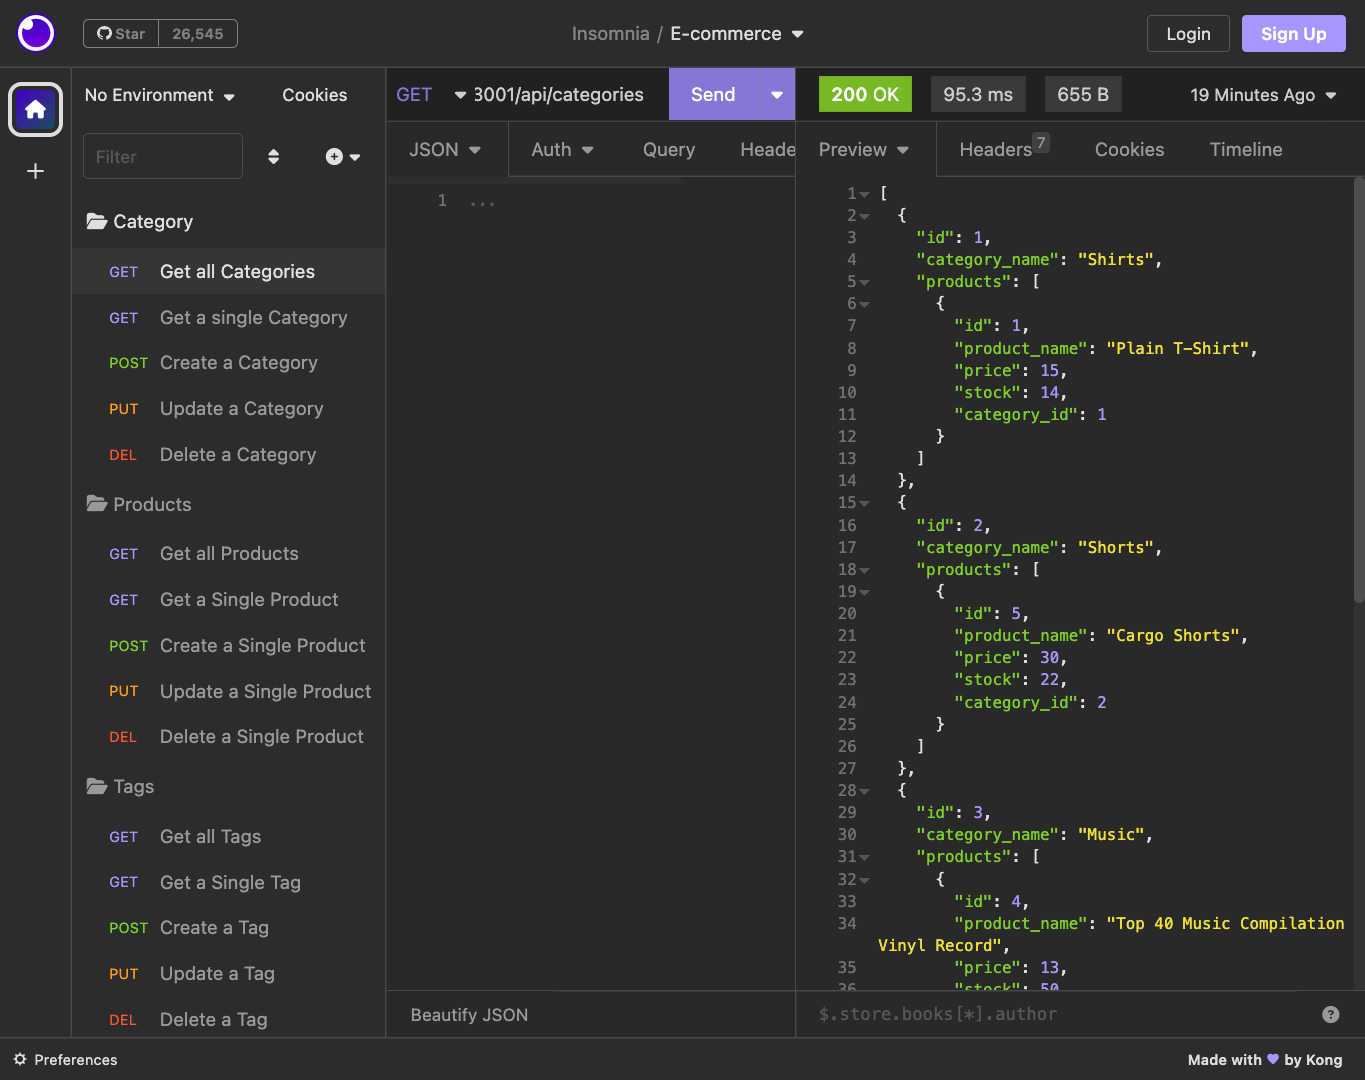 Star 26,545
Insomnia / E-commerce
Login
Sign Up
No Environment
Cookies
Filter
Category
GET Get all Categories
GET Get a single Category
POST Create a Category
PUT Update a Category
DEL Delete a Category
Products
GET Get all Products
GET Get a Single Product
POST Create a Single Product
PUT Update a Single Product
DEL Delete a Single Product
Tags
GET Get all Tags
GET Get a Single Tag
POST Create a Tag
PUT Update a Tag
DEL Delete a Tag
GET 3001/api/categories Send
JSON Auth Query Heade
1 ...
Beautify JSON
200 OK 95.3 ms 655 B 19 Minutes Ago
Preview Headers 7 Cookies Timeline
1 [
2 {
3 "id": 1,
4 "category_name": "Shirts",
5 "products": [
6 {
7 "id": 1,
8 "product_name": "Plain T-Shirt",
9 "price": 15,
10 "stock": 14,
11 "category_id": 1
12 }
13 ]
14 },
15 {
16 "id": 2,
17 "category_name": "Shorts",
18 "products": [
19 {
20 "id": 5,
21 "product_name": "Cargo Shorts",
22 "price": 30,
23 "stock": 22,
24 "category_id": 2
25 }
26 ]
27 },
28 {
29 "id": 3,
30 "category_name": "Music",
31 "products": [
32 {
33 "id": 4,
34 "product_name": "Top 40 Music Compilation
Vinyl Record",
35 "price": 13,
36 "stock": 50
$.store.books[*].author
Preferences
Made with ♥ by Kong